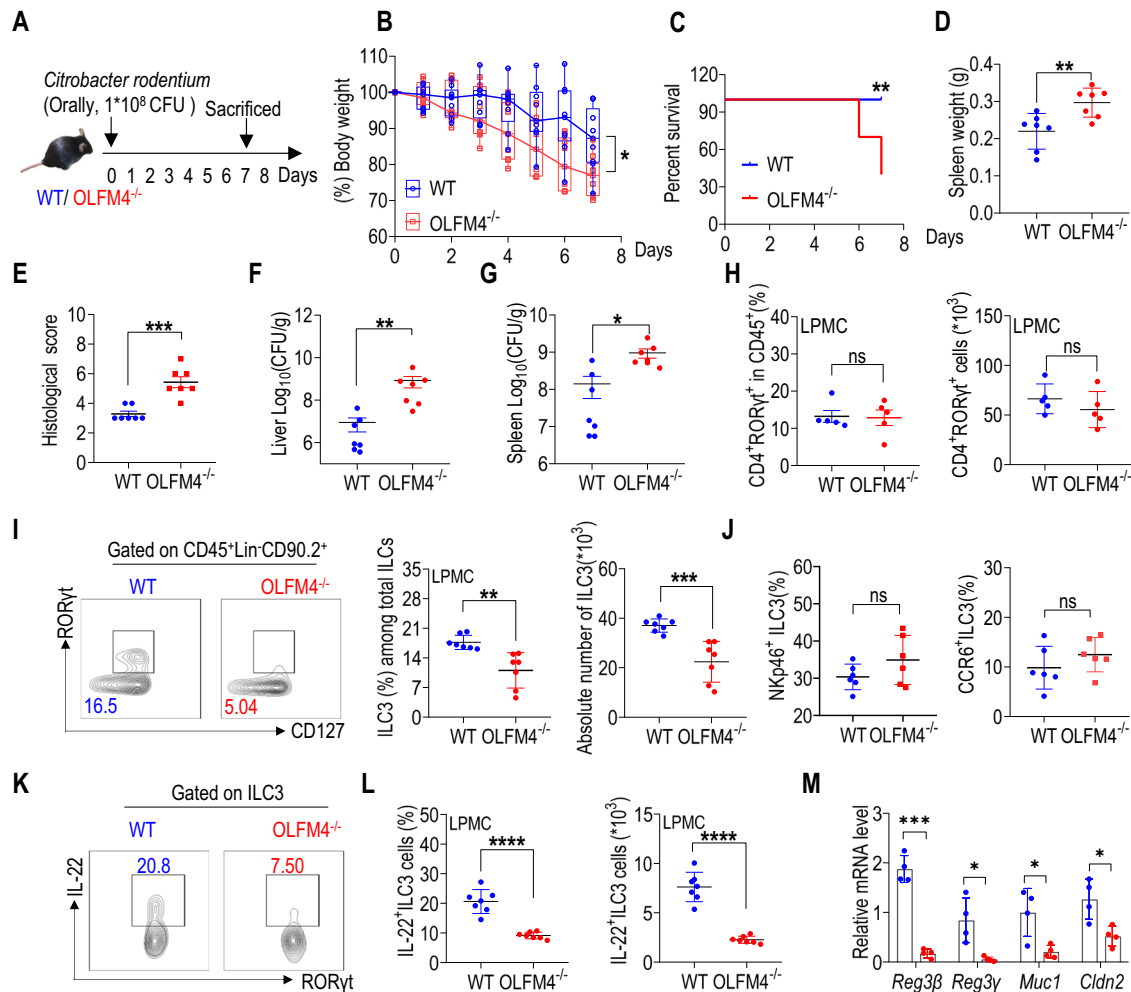 A
Citrobacter rodentium
(Orally, 1*10⁸ CFU )
Sacrificed
0 1 2 3 4 5 6 7 8 Days
WT/ OLFM4⁻/⁻
B
(%) Body weight
110
100
90
80
70
60
0 2 4 6 8 Days
WT
OLFM4⁻/⁻
*
C
Percent survival
120
90
60
30
0
0 2 4 6 8 Days
**
WT
OLFM4⁻/⁻
D
Spleen weight (g)
0.4
0.3
0.2
0.1
0.0
**
WT OLFM4⁻/⁻
E
Histological score
10
8
6
4
2
0
***
WT OLFM4⁻/⁻
F
Liver Log₁₀(CFU/g)
12
10
8
6
**
WT OLFM4⁻/⁻
G
Spleen Log₁₀(CFU/g)
10
9
8
7
6
*
WT OLFM4⁻/⁻
H
CD4⁺RORγt⁺ in CD45⁺(%)
40
30
20
10
0
LPMC
ns
WT OLFM4⁻/⁻
CD4⁺RORγt⁺ cells (*10³)
150
100
50
0
LPMC
ns
WT OLFM4⁻/⁻
I
Gated on CD45⁺Lin⁻CD90.2⁺
WT
OLFM4⁻/⁻
RORγt
16.5
5.04
CD127
ILC3 (%) among total ILCs
35
28
21
14
7
0
LPMC
**
WT OLFM4⁻/⁻
Absolute number of ILC3(*10³)
60
40
20
0
***
WT OLFM4⁻/⁻
J
NKp46⁺ ILC3(%)
60
50
40
30
20
ns
WT OLFM4⁻/⁻
CCR6⁺ILC3(%)
30
20
10
0
ns
WT OLFM4⁻/⁻
K
Gated on ILC3
WT
OLFM4⁻/⁻
IL-22
20.8
7.50
RORγt
L
IL-22⁺ILC3 cells (%)
50
40
30
20
10
0
LPMC
****
WT OLFM4⁻/⁻
IL-22⁺ILC3 cells (*10³)
15
10
5
0
LPMC
****
WT OLFM4⁻/⁻
M
Relative mRNA level
3
2
1
0
***
*
*
*
Reg3β Reg3γ Muc1 Cldn2